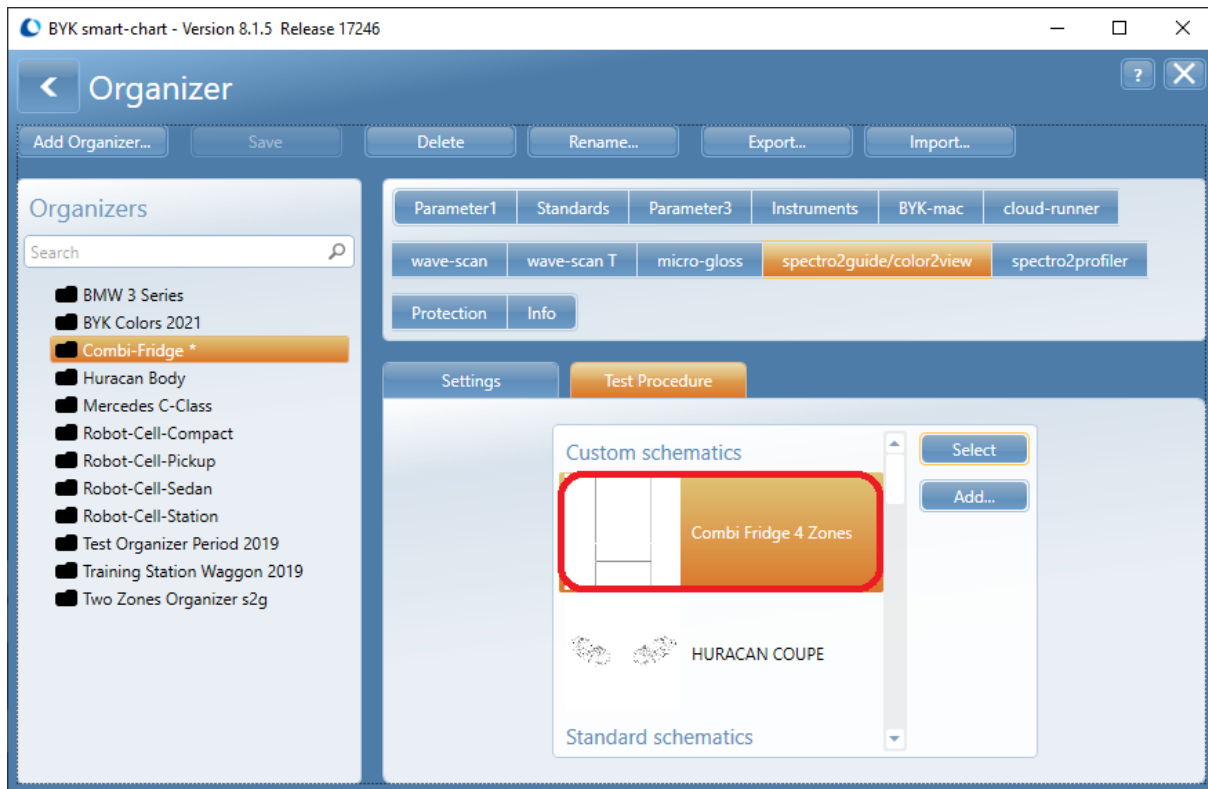 BYK smart-chart - Version 8.1.5 Release 17246
Organizer
?
Add Organizer... Save Delete Rename... Export... Import...
Organizers
Search
BMW 3 Series
BYK Colors 2021
Combi-Fridge *
Huracan Body
Mercedes C-Class
Robot-Cell-Compact
Robot-Cell-Pickup
Robot-Cell-Sedan
Robot-Cell-Station
Test Organizer Period 2019
Training Station Waggon 2019
Two Zones Organizer s2g
Parameter1 Standards Parameter3 Instruments BYK-mac cloud-runner
wave-scan wave-scan T micro-gloss spectro2guide/color2view spectro2profiler
Protection Info
Settings Test Procedure
Custom schematics
Combi Fridge 4 Zones
HURACAN COUPE
Standard schematics
Select
Add...